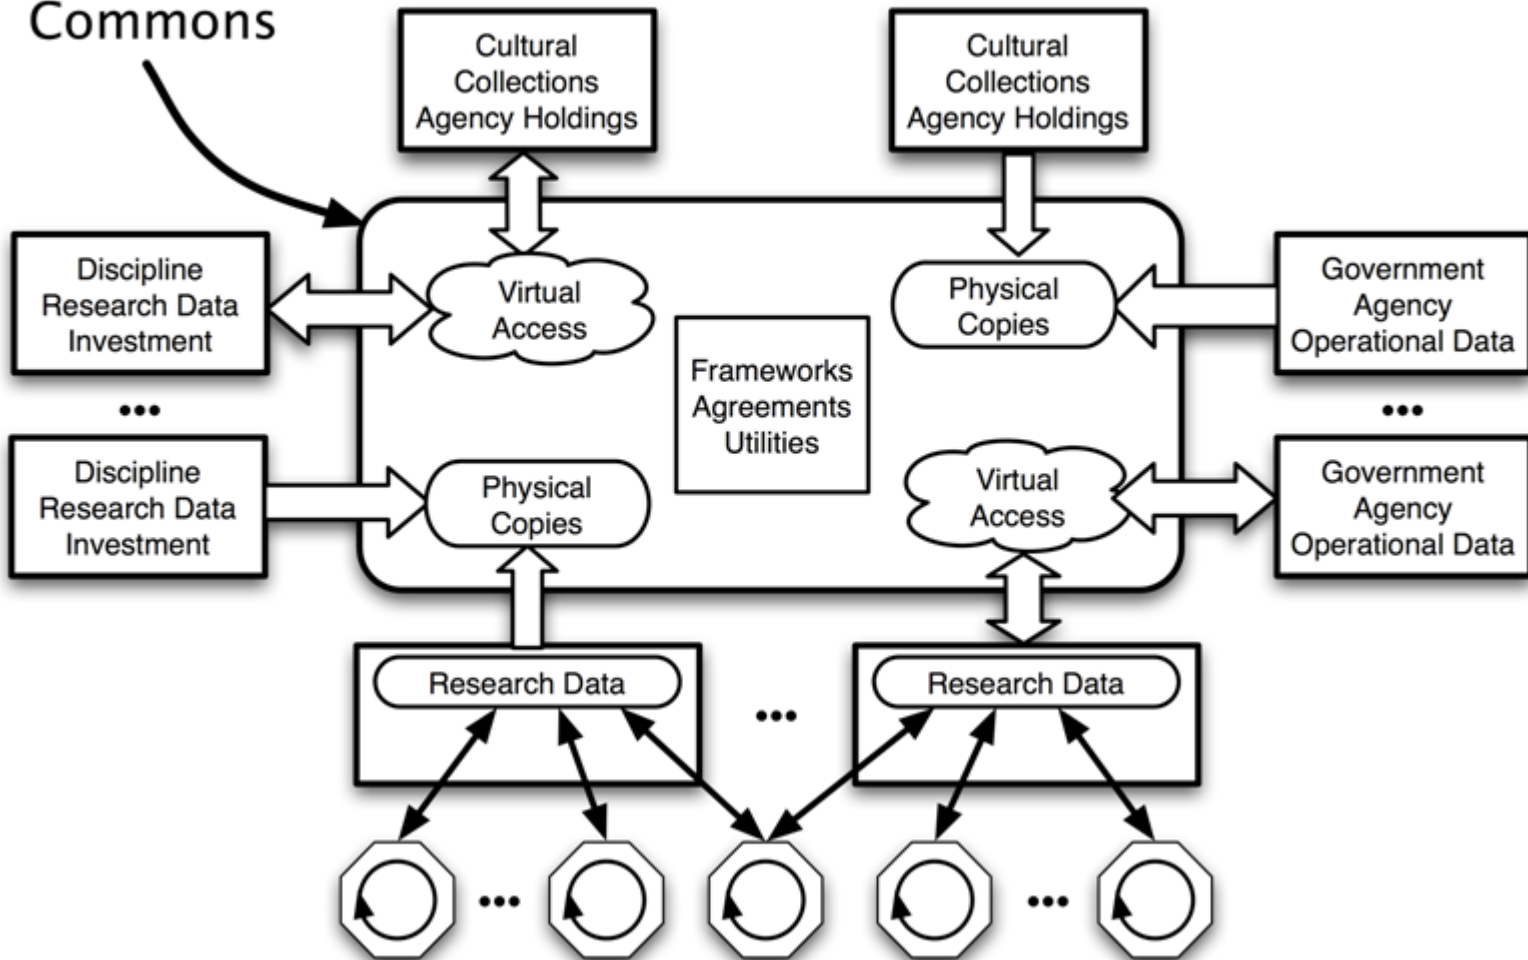 Commons
Cultural
Collections
Agency Holdings
Cultural
Collections
Agency Holdings
Discipline
Research Data
Investment
Virtual
Access
Physical
Copies
Government
Agency
Operational Data
Frameworks
Agreements
Utilities
•••
•••
Discipline
Research Data
Investment
Physical
Copies
Virtual
Access
Government
Agency
Operational Data
Research Data
•••
Research Data
•••
•••